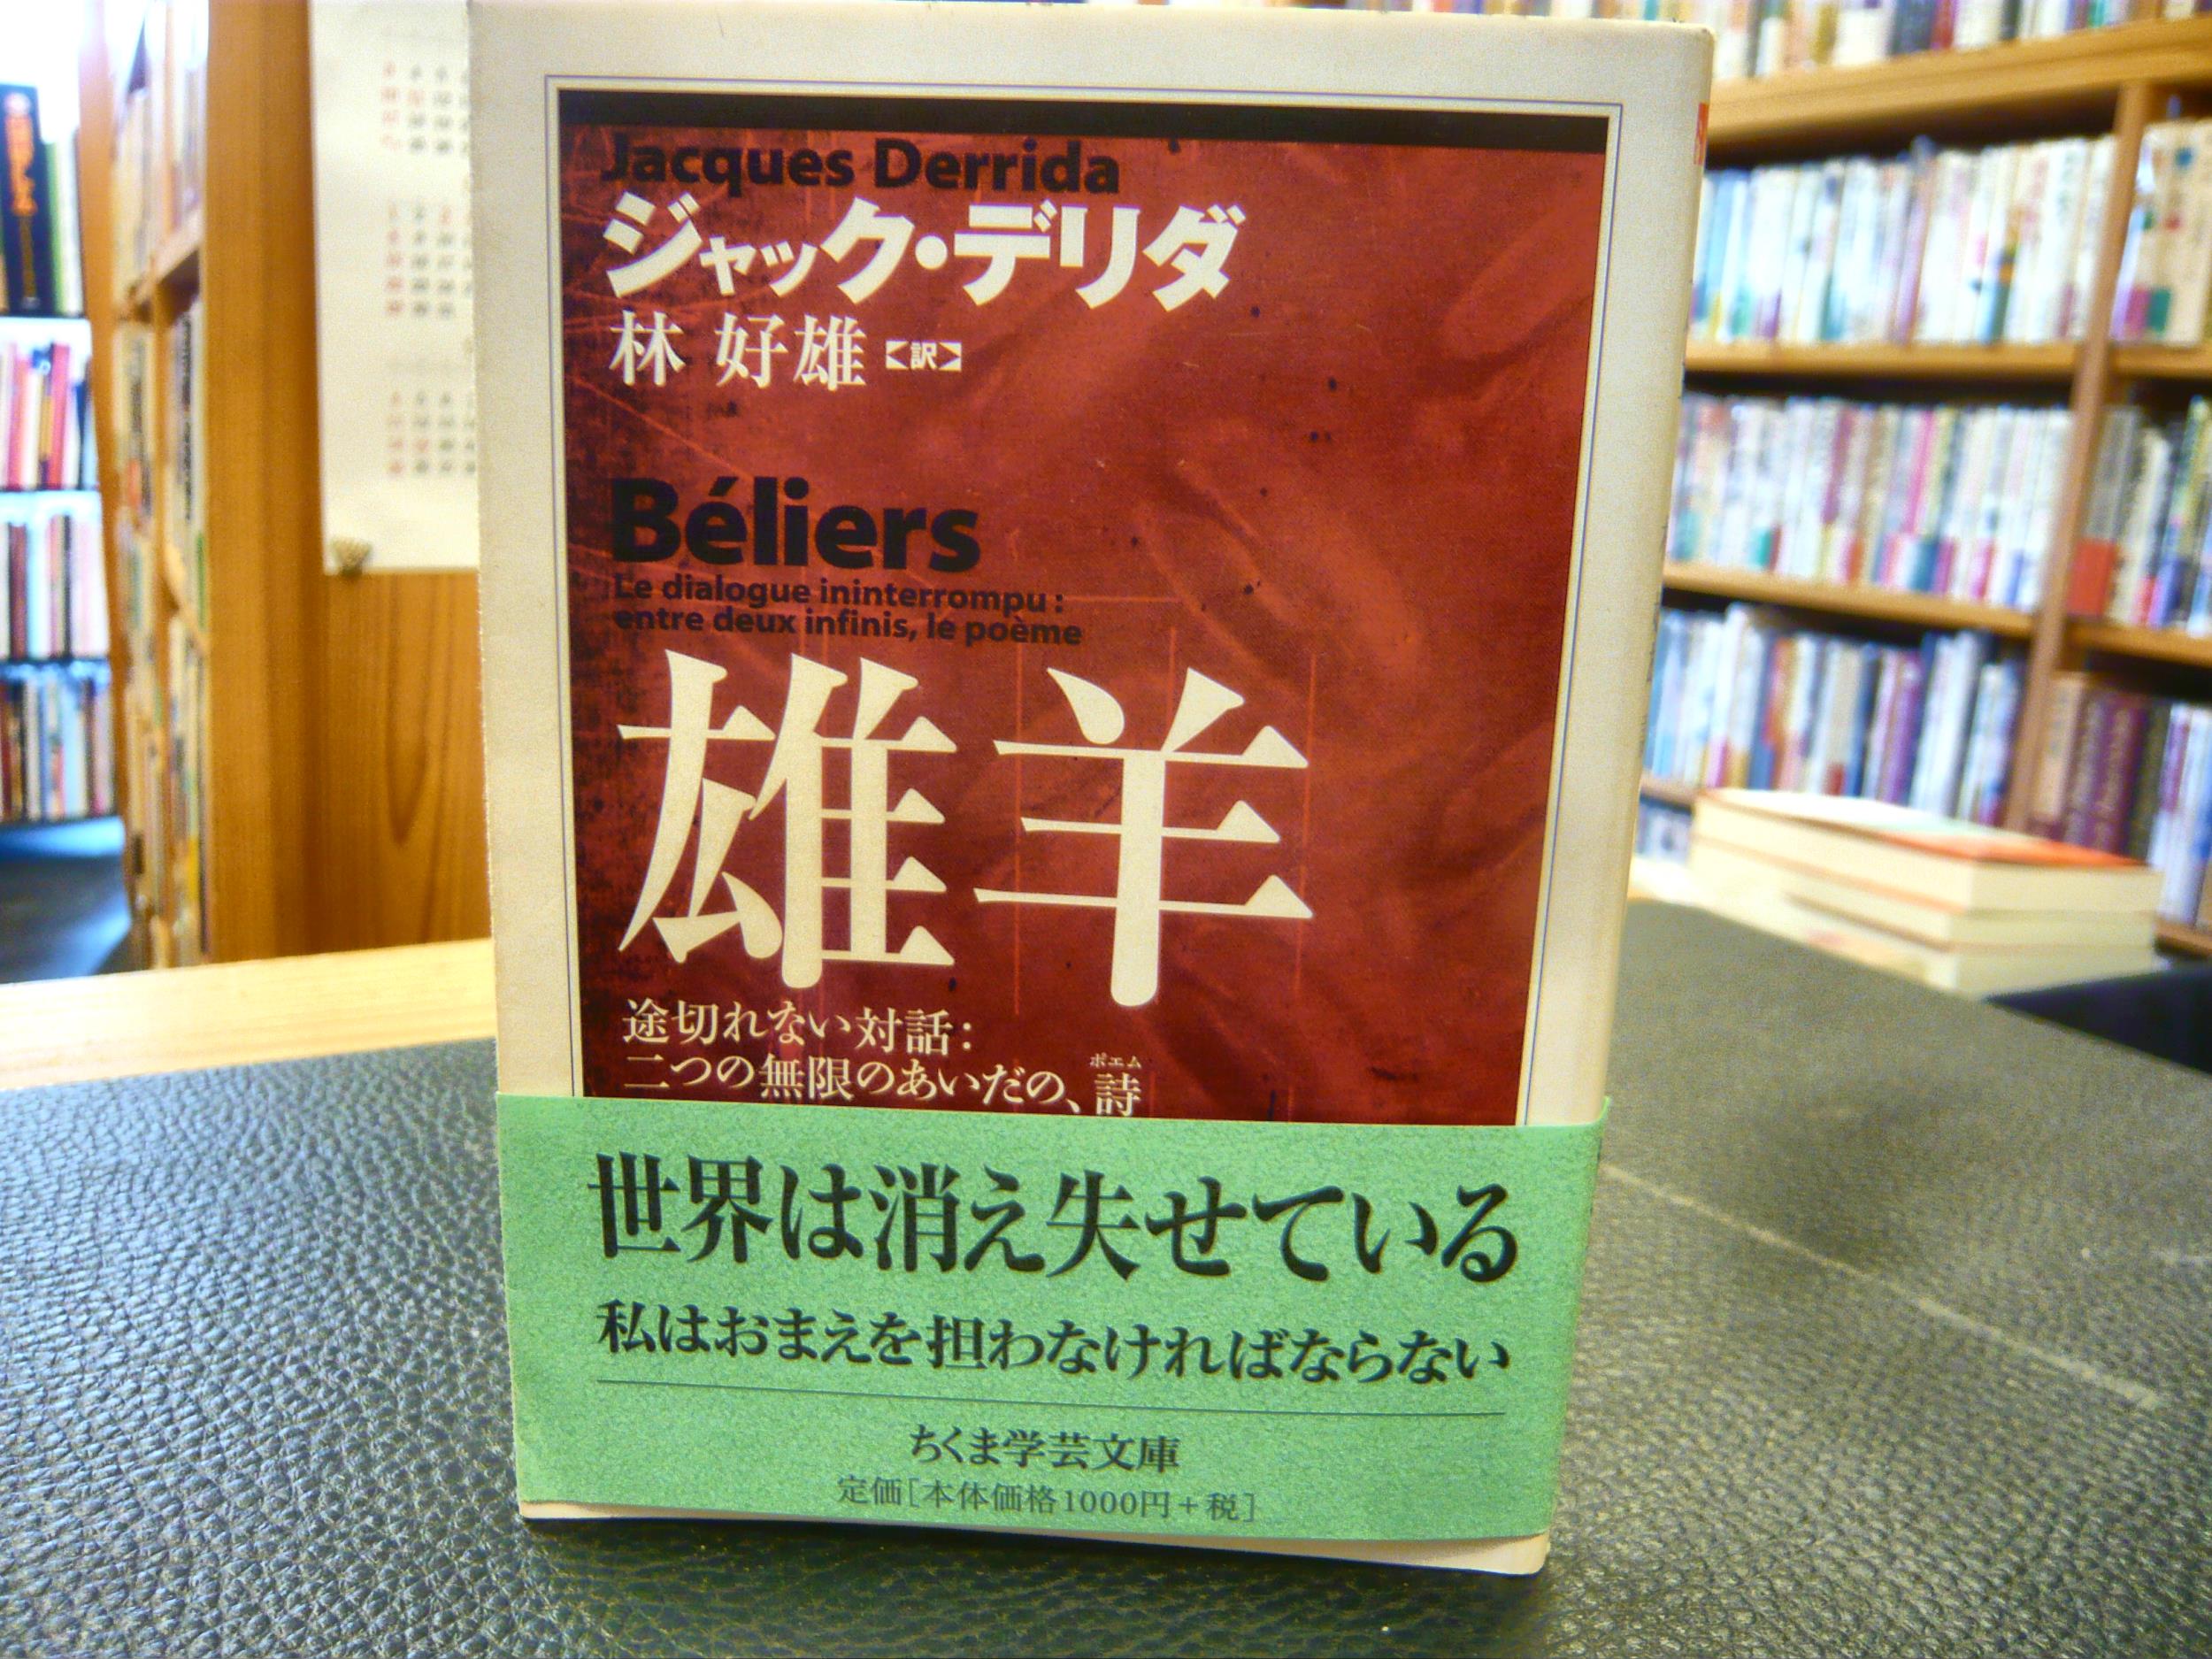 Jacques Derrida
ジャック・デリダ
林 好雄【訳】
Béliers
Le dialogue ininterrompu :
entre deux infinis, le poème
雄羊
途切れない対話：
ポエム
二つの無限のあいだの、詩
世界は消え失せている
私はおまえを担わなければならない
ちくま学芸文庫
定価［本体価格1000円＋税］